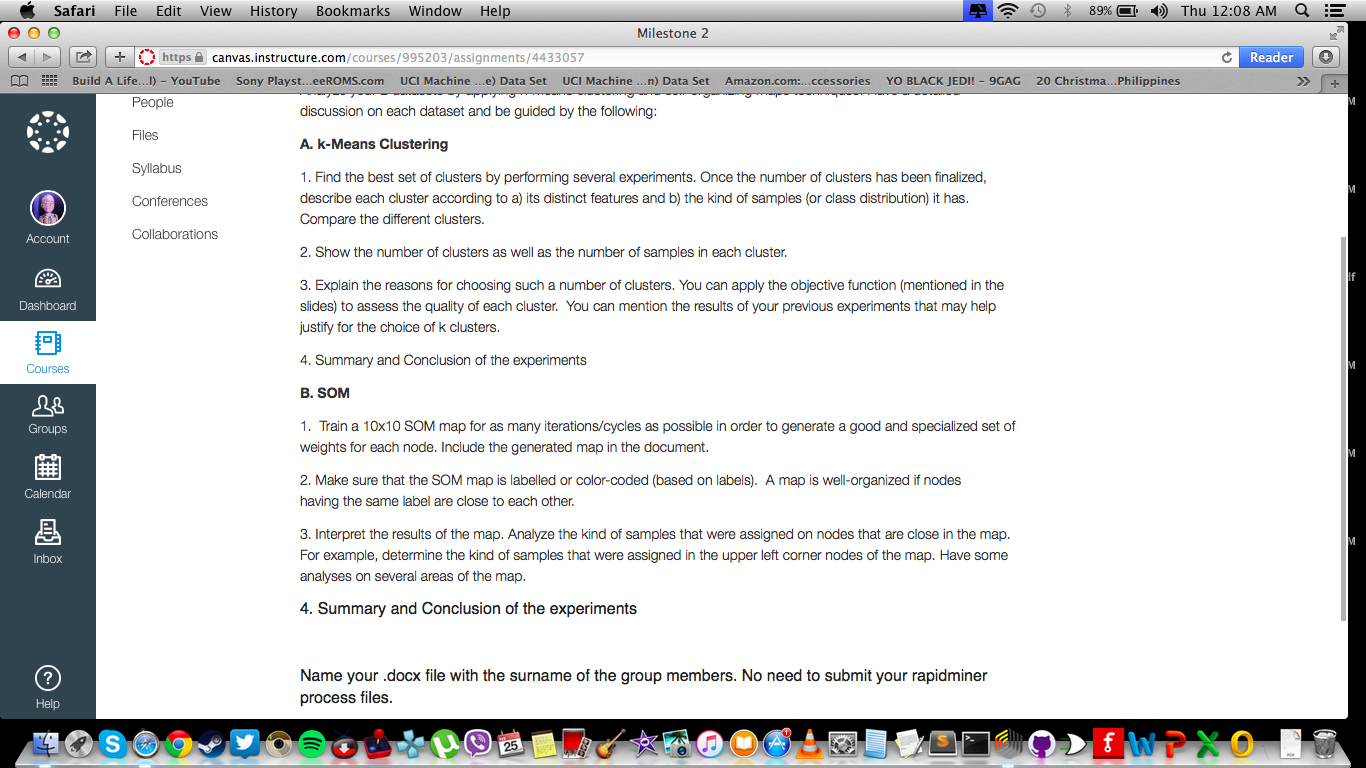 Safari File Edit View History Bookmarks Window Help
89% Thu 12:08 AM
Milestone 2
https canvas.instructure.com/courses/995203/assignments/4433057
Reader
Build A Life...l) – YouTube Sony Playst...eeROMS.com UCI Machine ...e) Data Set UCI Machine ...n) Data Set Amazon.com:...ccessories YO BLACK JEDI! – 9GAG 20 Christma...Philippines
People
Files
Syllabus
Conferences
Collaborations
Account
Dashboard
Courses
Groups
Calendar
Inbox
Help
discussion on each dataset and be guided by the following:
A. k-Means Clustering
1. Find the best set of clusters by performing several experiments. Once the number of clusters has been finalized,
describe each cluster according to a) its distinct features and b) the kind of samples (or class distribution) it has.
Compare the different clusters.
2. Show the number of clusters as well as the number of samples in each cluster.
3. Explain the reasons for choosing such a number of clusters. You can apply the objective function (mentioned in the
slides) to assess the quality of each cluster.  You can mention the results of your previous experiments that may help
justify for the choice of k clusters.
4. Summary and Conclusion of the experiments
B. SOM
1.  Train a 10x10 SOM map for as many iterations/cycles as possible in order to generate a good and specialized set of
weights for each node. Include the generated map in the document.
2. Make sure that the SOM map is labelled or color-coded (based on labels).  A map is well-organized if nodes
having the same label are close to each other.
3. Interpret the results of the map. Analyze the kind of samples that were assigned on nodes that are close in the map.
For example, determine the kind of samples that were assigned in the upper left corner nodes of the map. Have some
analyses on several areas of the map.
4. Summary and Conclusion of the experiments
Name your .docx file with the surname of the group members. No need to submit your rapidminer
process files.